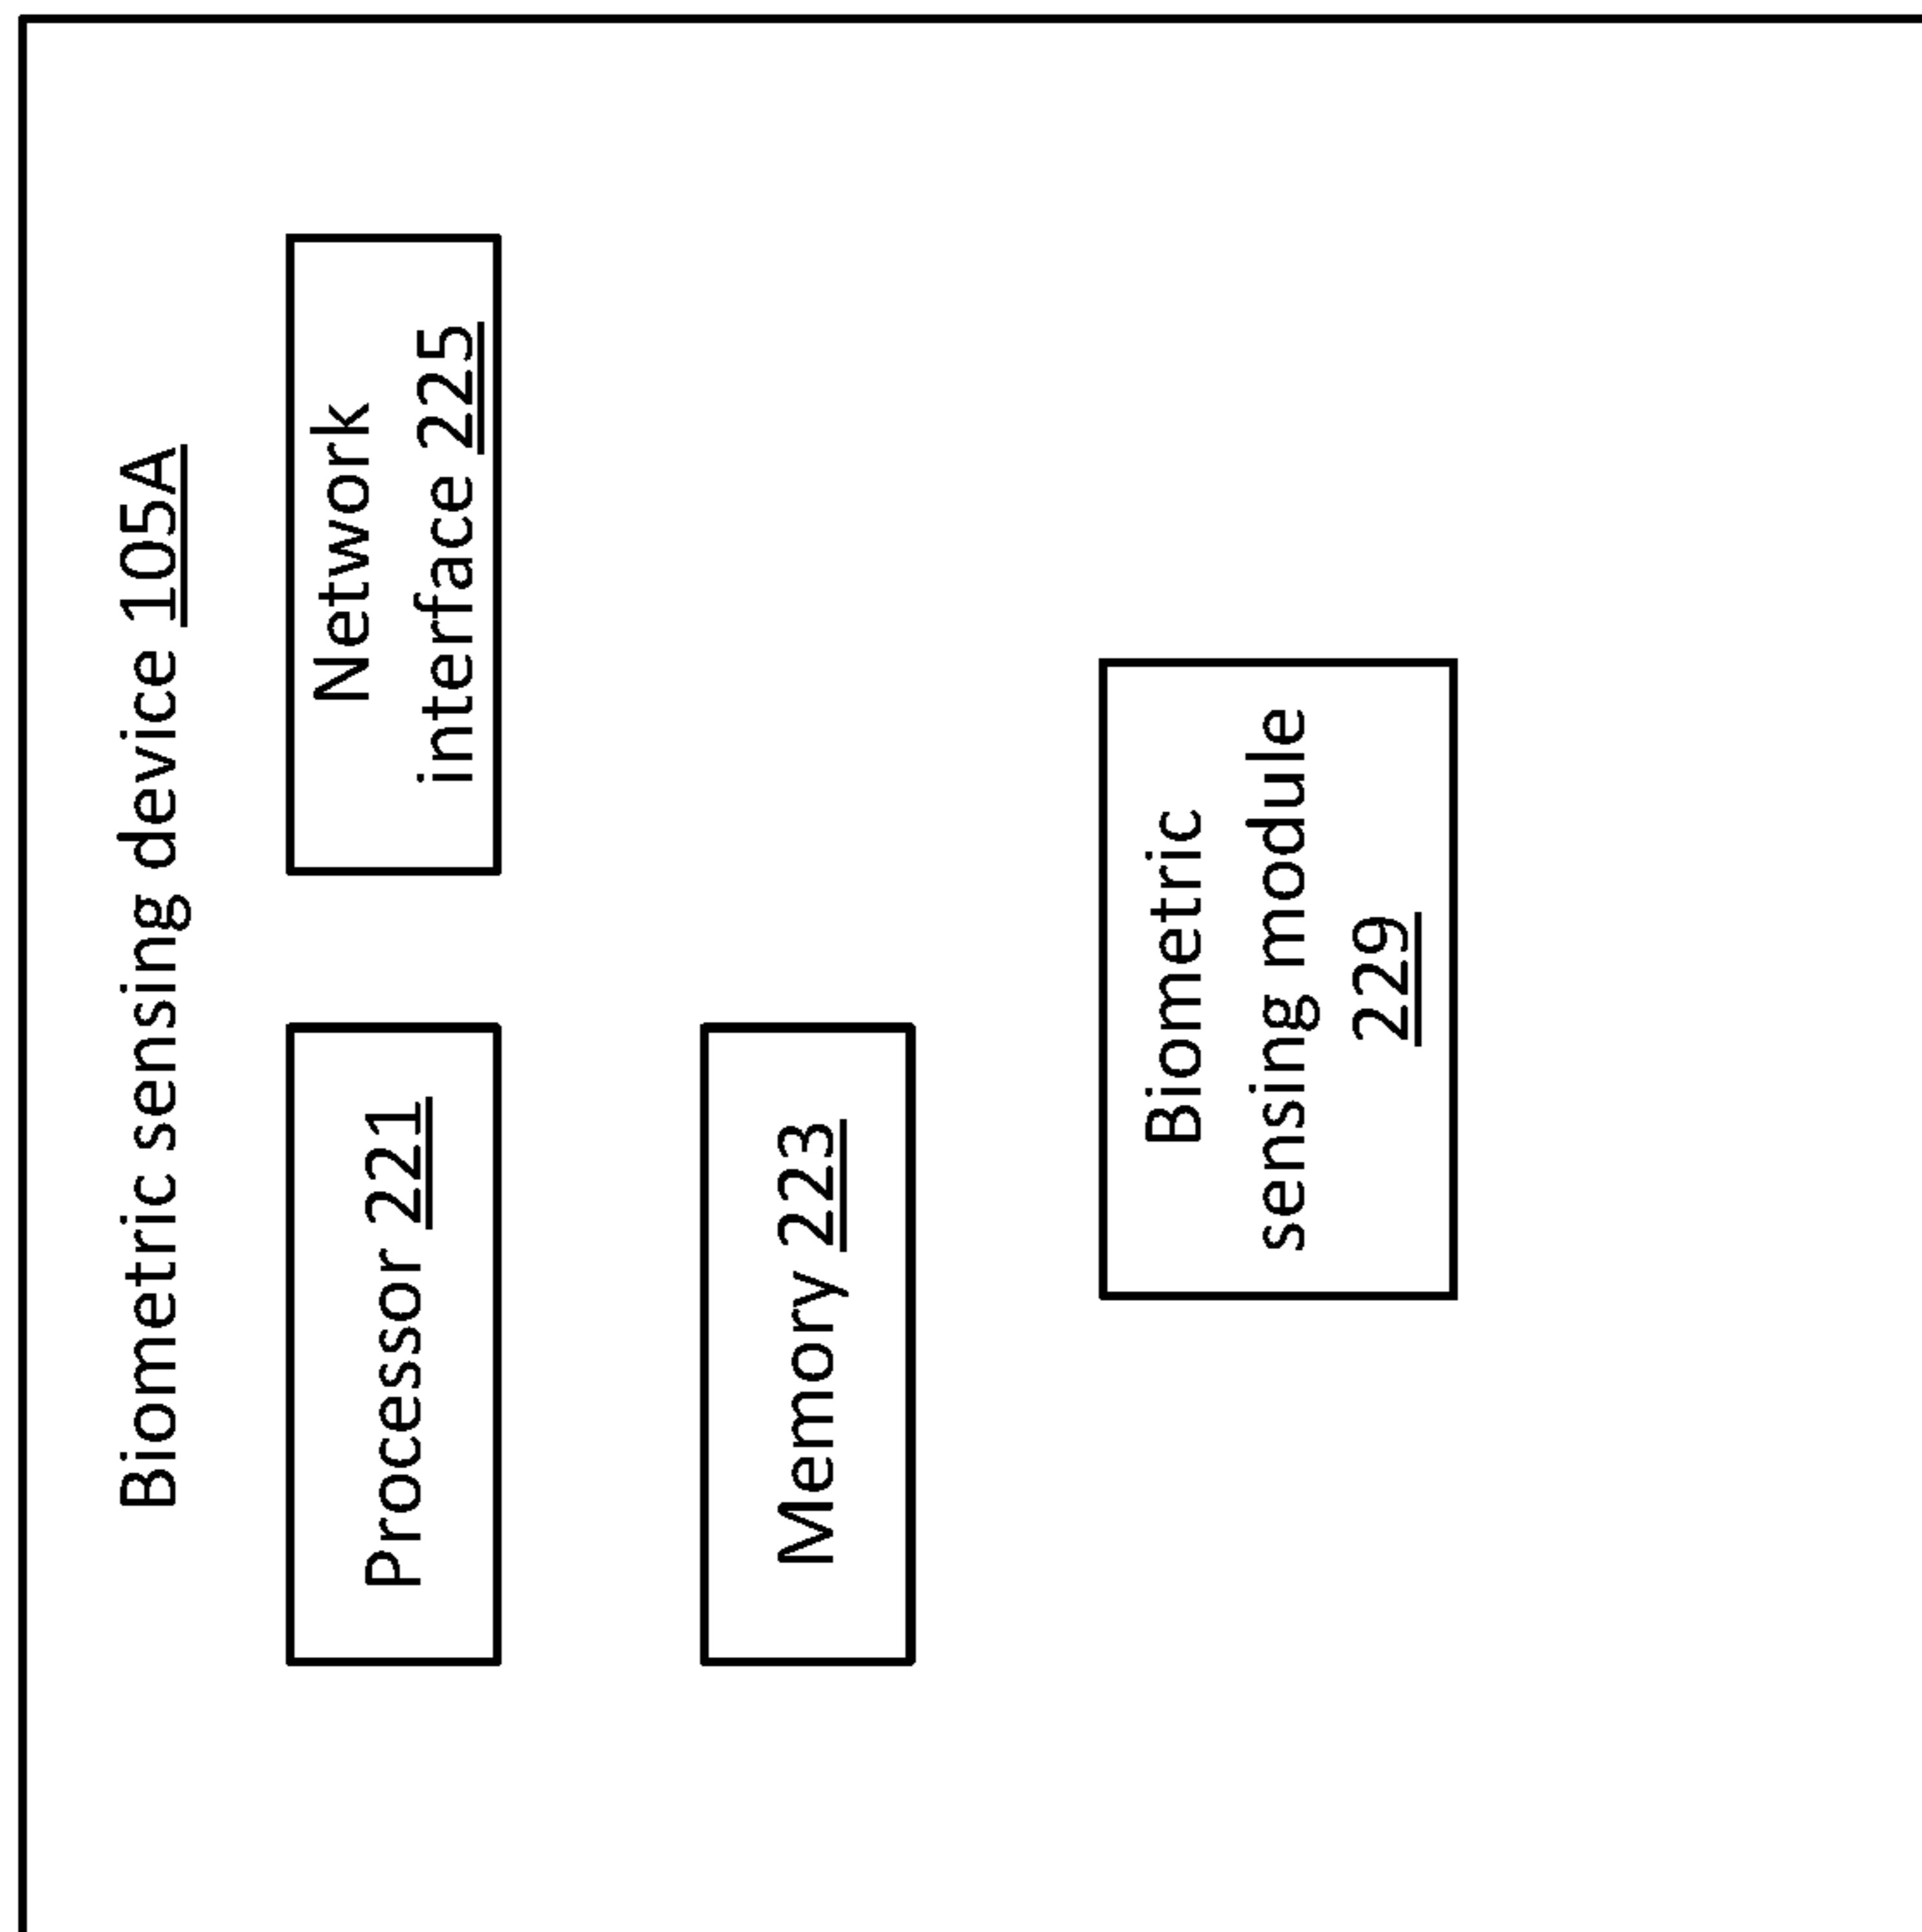 Biometric sensing device 105A
Processor 221
Network
interface 225
Memory 223
Biometric
sensing module
229